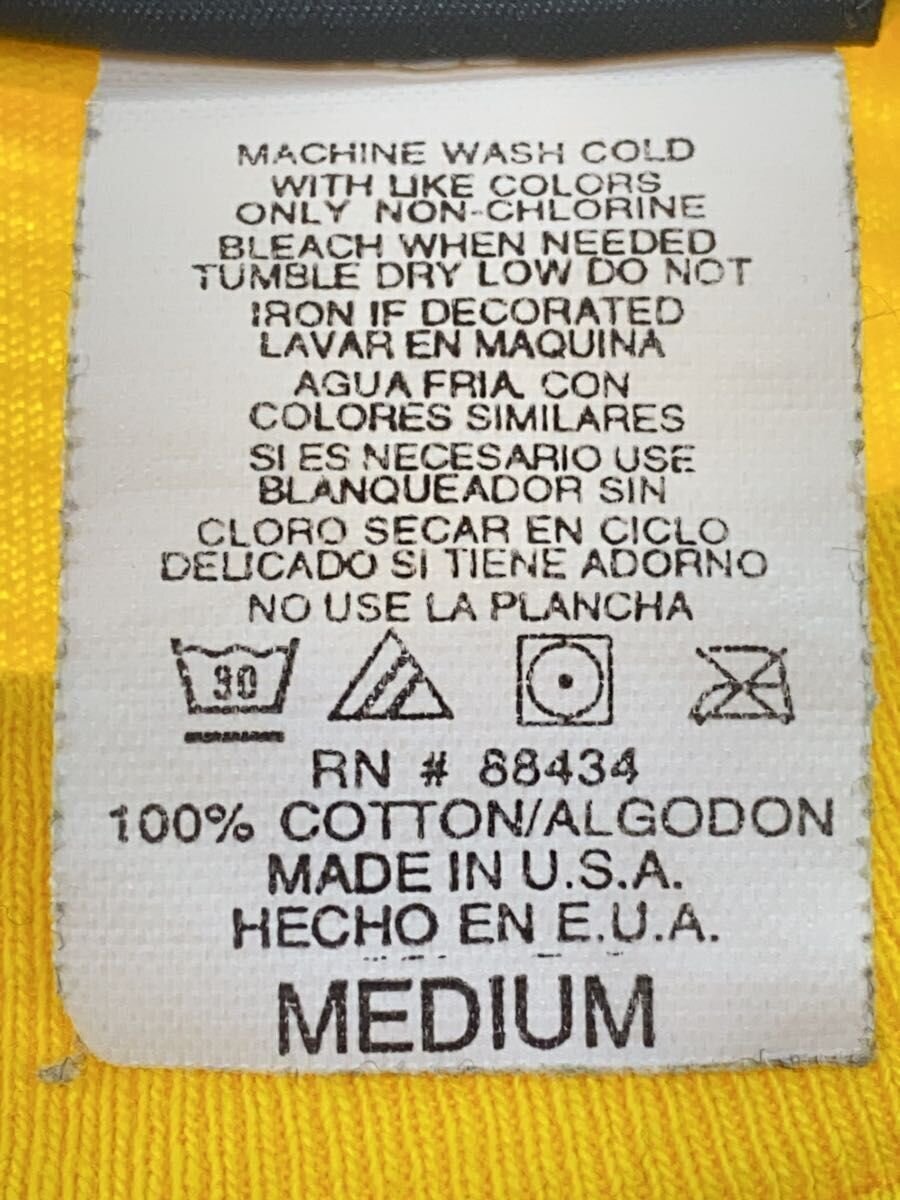 MACHINE WASH COLD
WITH LIKE COLORS
ONLY NON-CHLORINE
BLEACH WHEN NEEDED
TUMBLE DRY LOW DO NOT
IRON IF DECORATED
LAVAR EN MAQUINA
AGUA FRIA CON
COLORES SIMILARES
SI ES NECESARIO USE
BLANQUEADOR SIN
CLORO SECAR EN CICLO
DELICADO SI TIENE ADORNO
NO USE LA PLANCHA
30
RN # 88434
100% COTTON/ALGODON
MADE IN U.S.A.
HECHO EN E.U.A.
MEDIUM